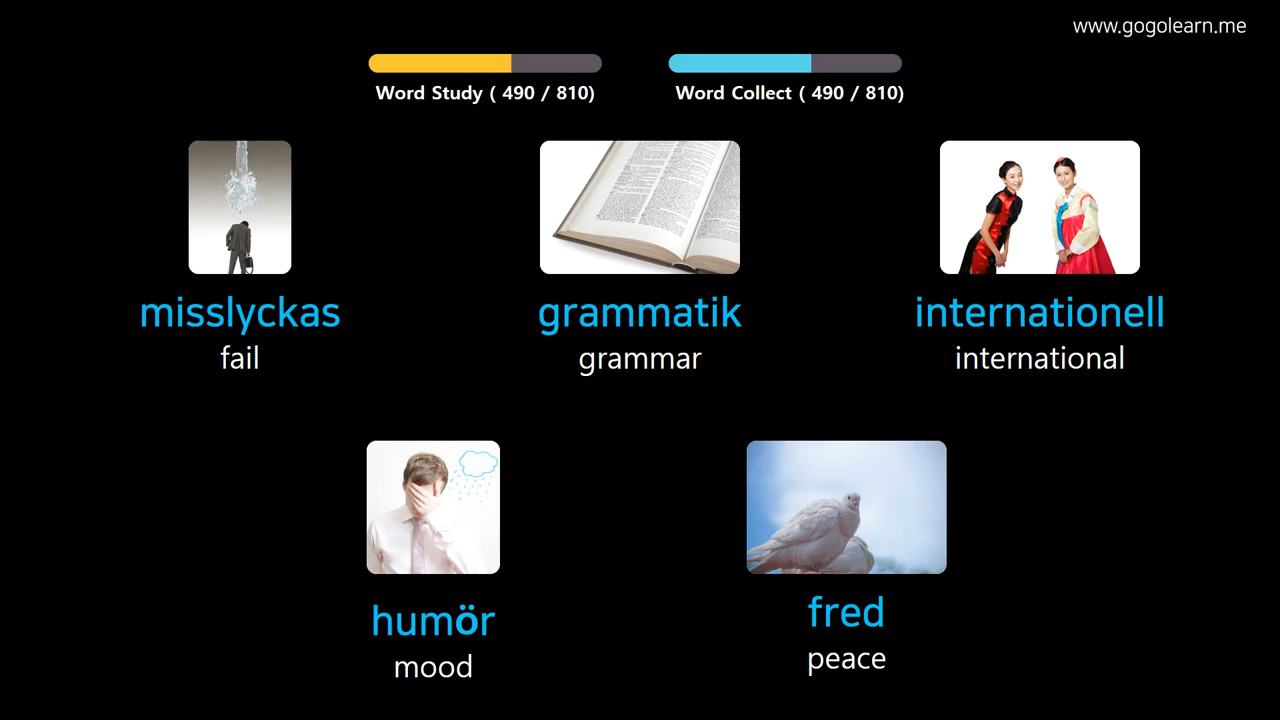 www.gogolearn.me
Word Study ( 490 / 810)
Word Collect ( 490 / 810)
misslyckas
fail
grammatik
grammar
internationell
international
humör
mood
fred
peace